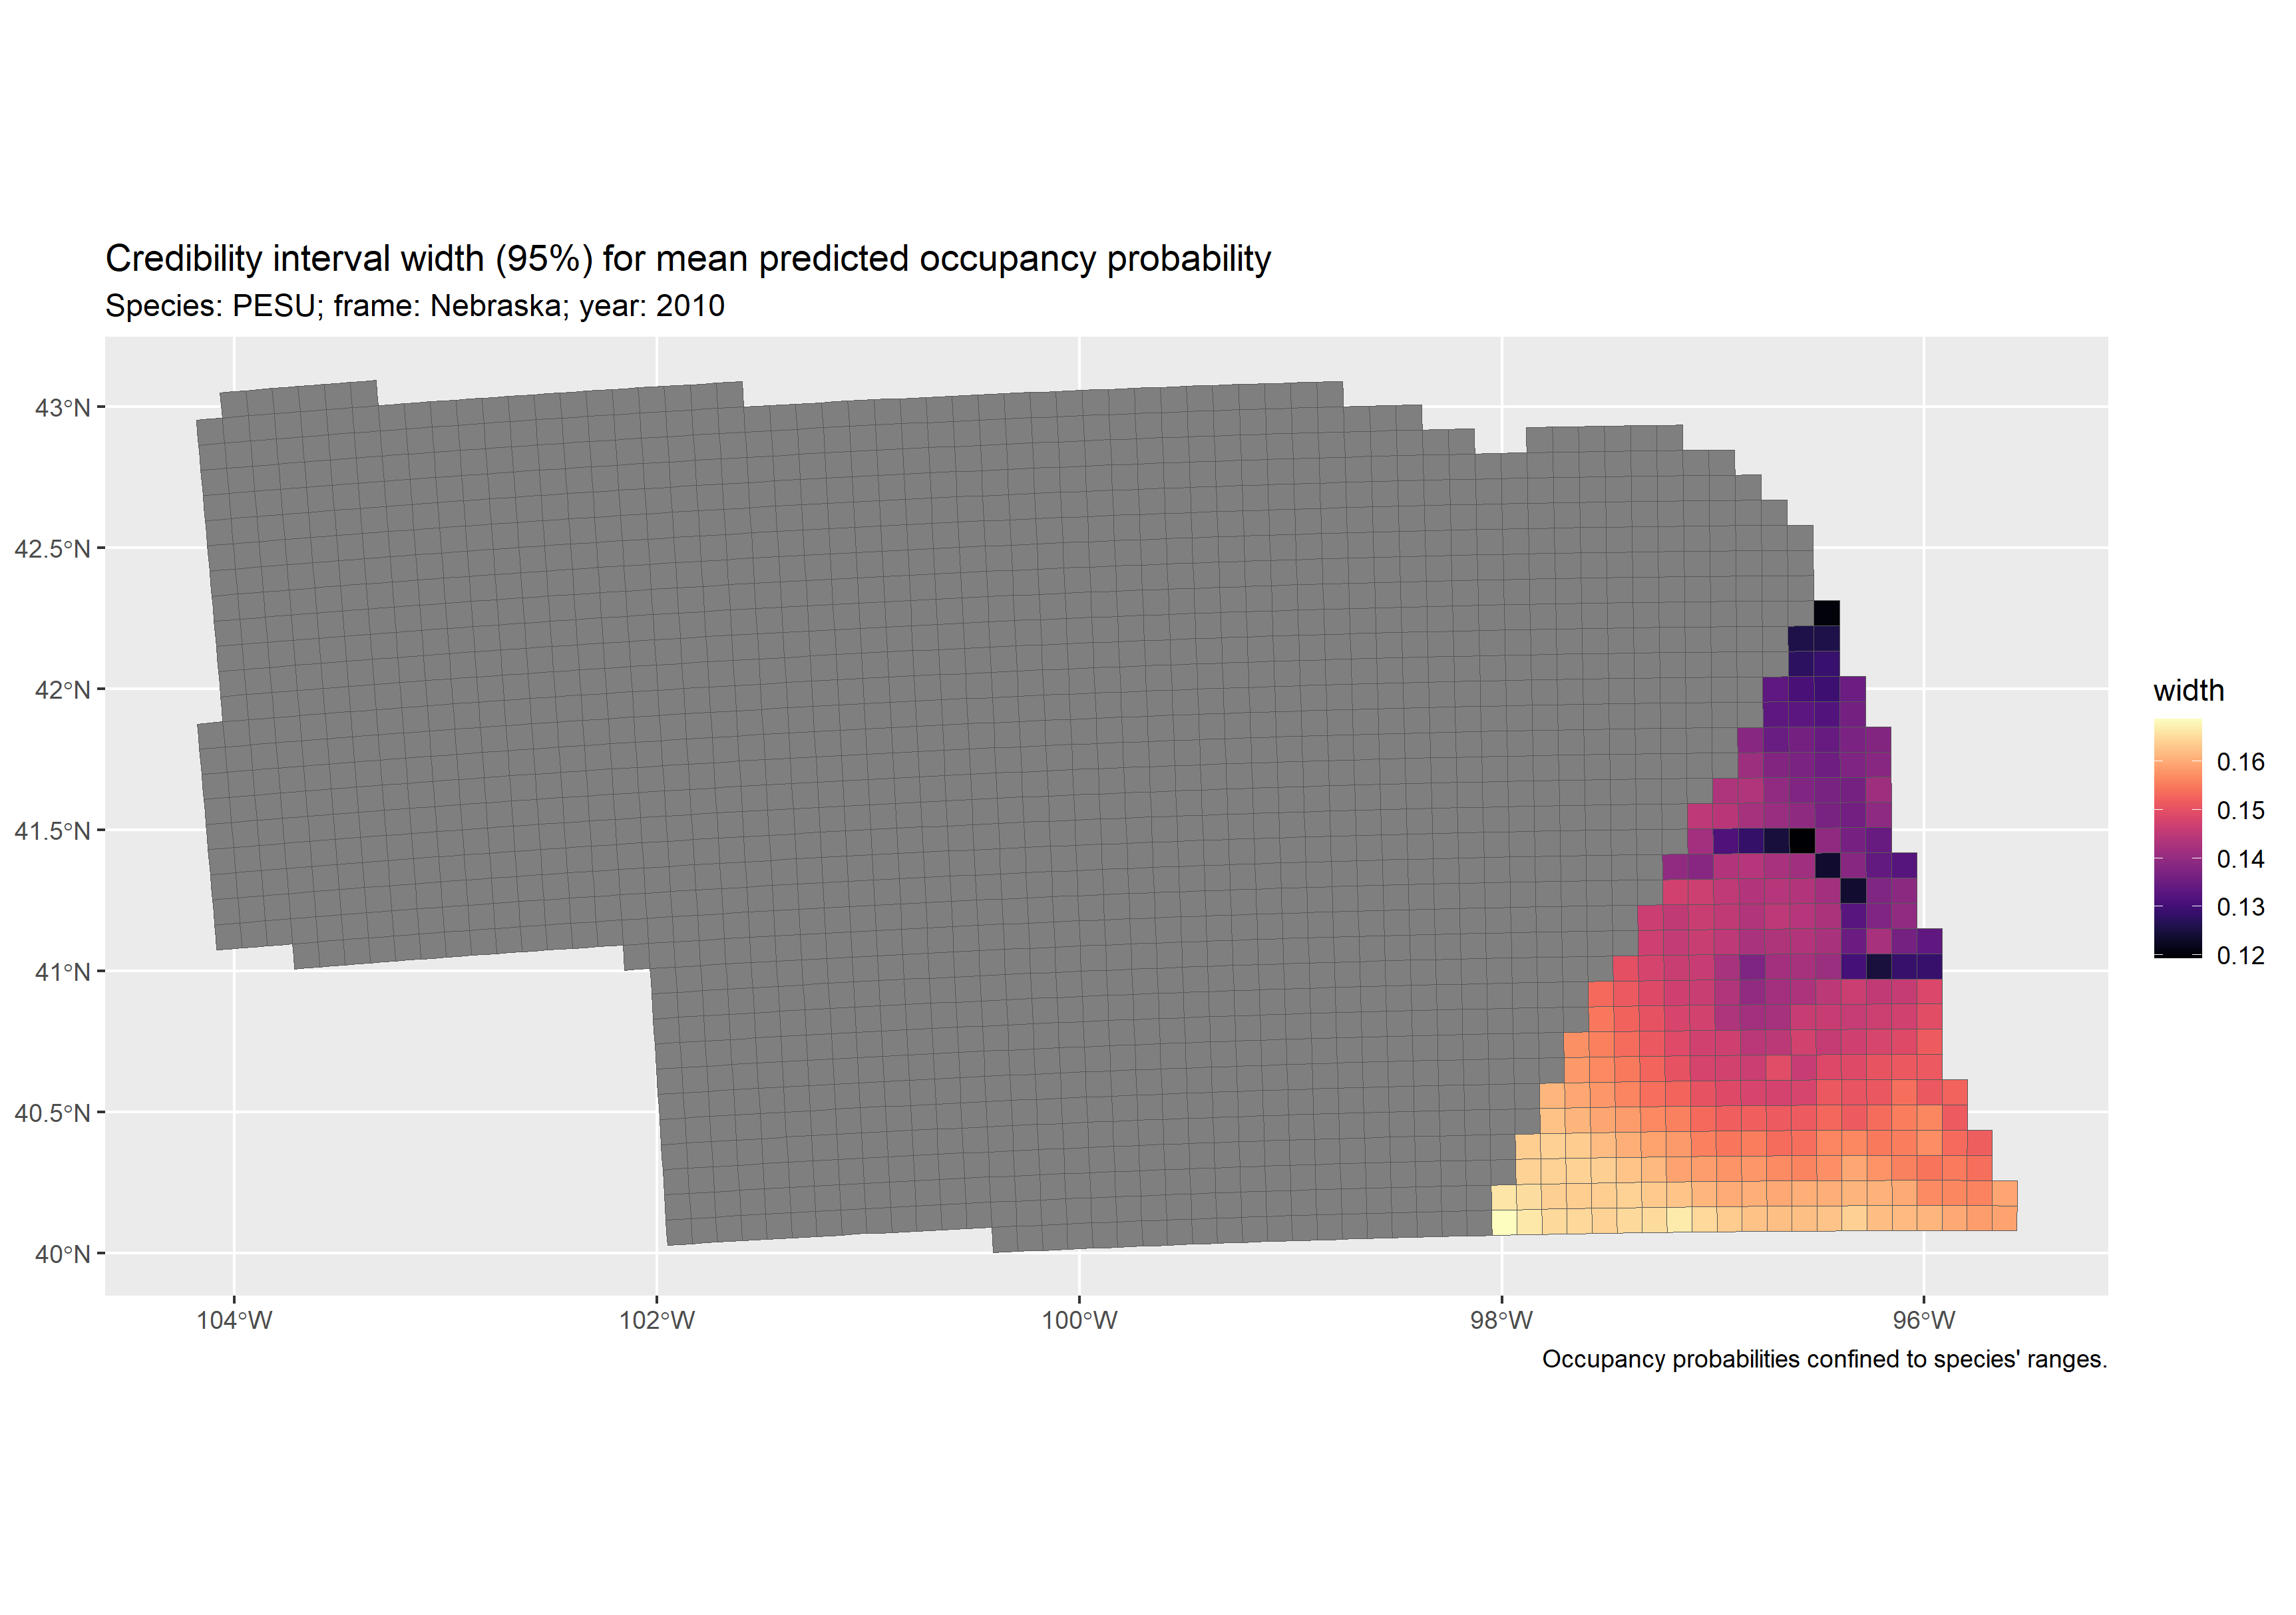 Credibility interval width (95%) for mean predicted occupancy probability
Species: PESU; frame: Nebraska; year: 2010
43°N
42.5°N
42°N
41.5°N
41°N
40.5°N
40°N
104°W
102°W
100°W
98°W
96°W
width
0.16
0.15
0.14
0.13
0.12
Occupancy probabilities confined to species' ranges.